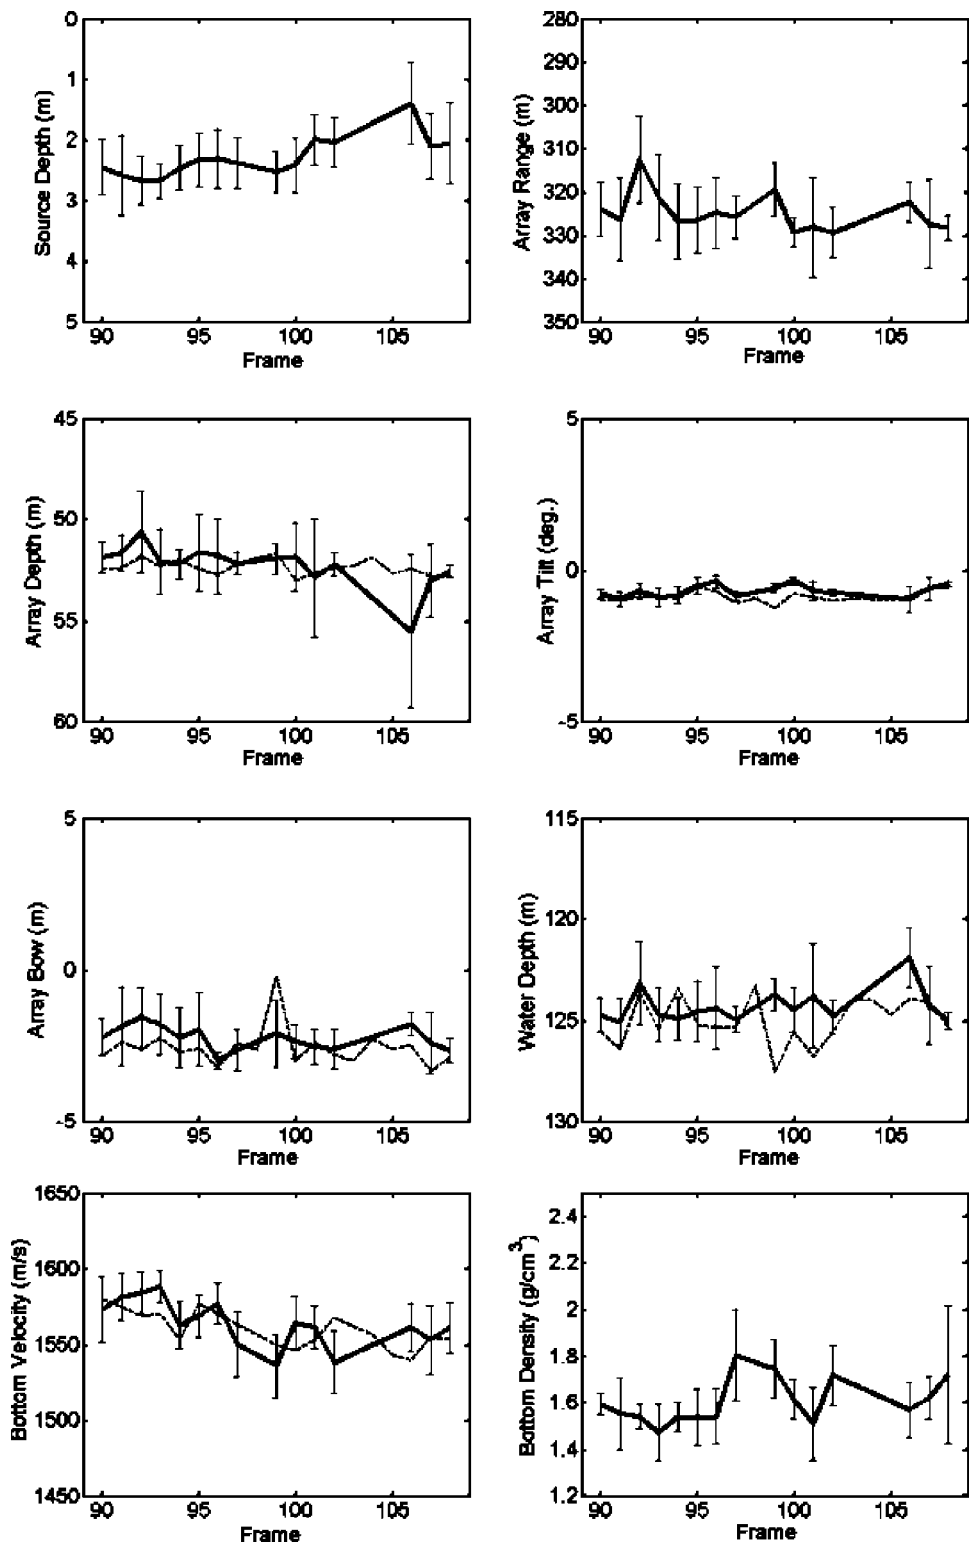 0
1
2
3
4
5
Source Depth (m)
90 95 100 105
Frame
280
290
300
310
320
330
340
350
Array Range (m)
90 95 100 105
Frame
45
50
55
60
Array Depth (m)
90 95 100 105
Frame
5
0
-5
Array Tilt (deg.)
90 95 100 105
Frame
5
0
-5
Array Bow (m)
90 95 100 105
Frame
115
120
125
130
Water Depth (m)
90 95 100 105
Frame
1650
1600
1550
1500
1450
Bottom Velocity (m/s)
90 95 100 105
Frame
2.4
2.2
2
1.8
1.6
1.4
1.2
Bottom Density (g/cm³)
90 95 100 105
Frame